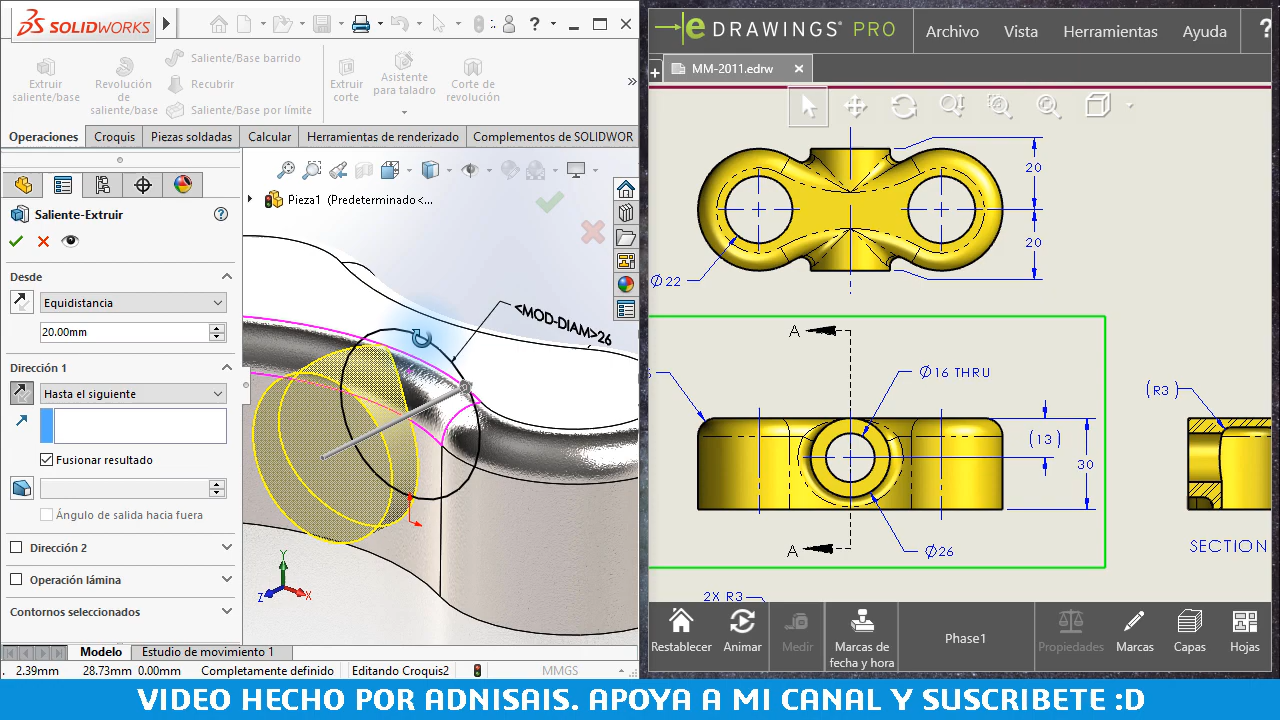 SOLIDWORKS
Extruir
saliente/base
Revolución
de
saliente/base
Saliente/Base barrido
Recubrir
Saliente/Base por límite
Extruir
corte
Asistente
para taladro
Corte de
revolución
Operaciones
Croquis
Piezas soldadas
Calcular
Herramientas de renderizado
Complementos de SOLIDWOR
Saliente-Extruir
Desde
Equidistancia
20.00mm
Dirección 1
Hasta el siguiente
Fusionar resultado
Ángulo de salida hacia fuera
Dirección 2
Operación lámina
Contornos seleccionados
Pieza1 (Predeterminado <...
<MOD-DIAM>26
Y
Z
X
Modelo
Estudio de movimiento 1
2.39mm
28.73mm 0.00mm
Completamente definido
Editando Croquis2
MMGS
e DRAWINGS® PRO
Archivo
Vista
Herramientas
Ayuda
?
MM-2011.edrw
20
20
Ø22
A
Ø16 THRU
(R3)
(13)
30
A
Ø26
SECTION
2X R3
Restablecer
Animar
Medir
Marcas de
fecha y hora
Phase1
Propiedades
Marcas
Capas
Hojas
VIDEO HECHO POR ADNISAIS. APOYA A MI CANAL Y SUSCRIBETE :D